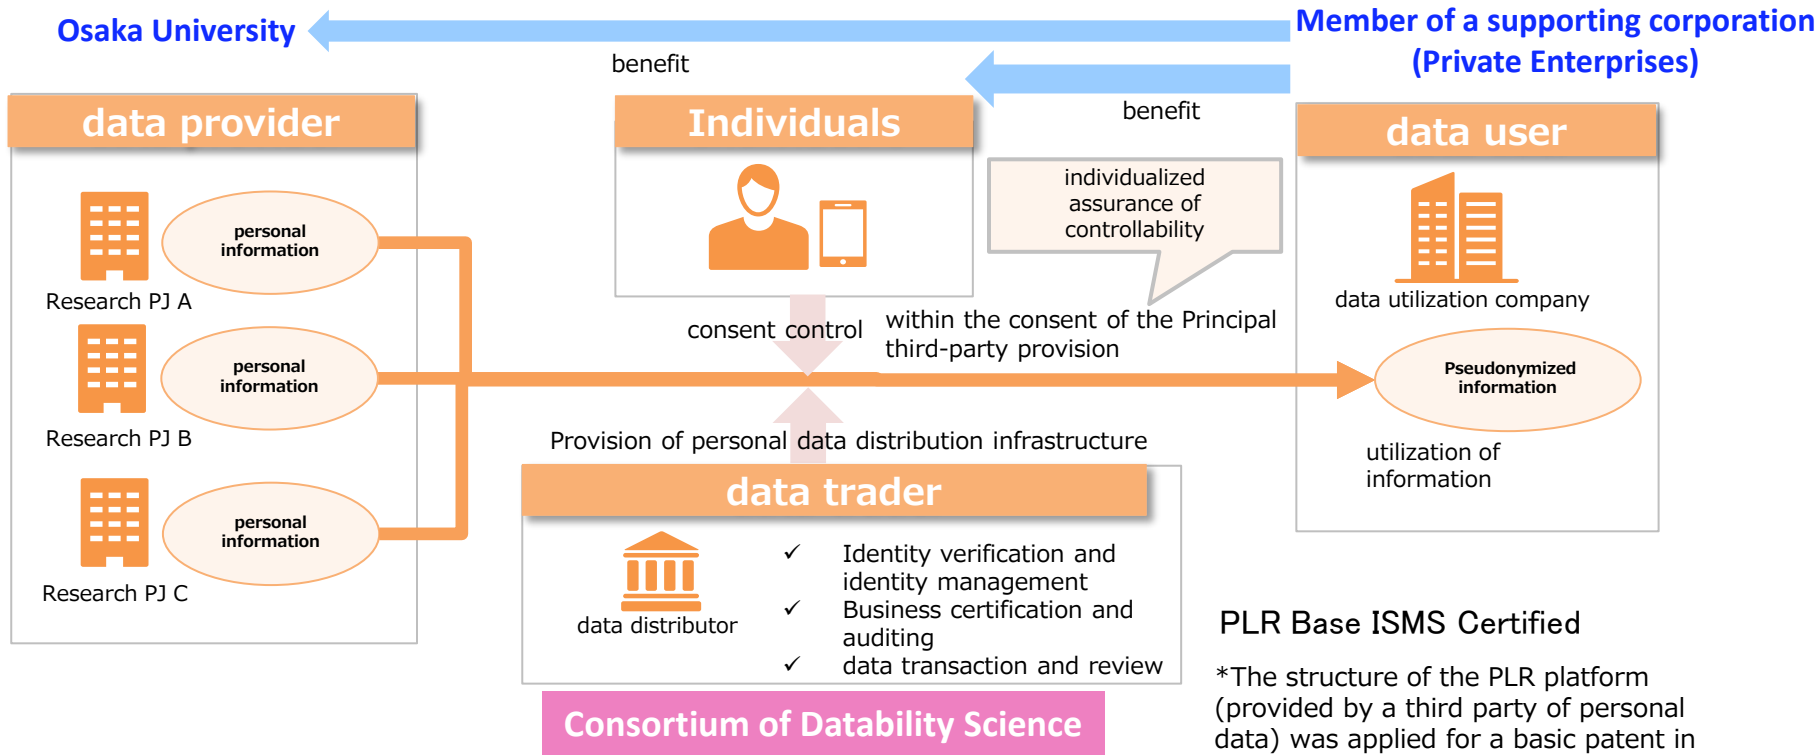 Osaka University
Member of a supporting corporation
(Private Enterprises)
benefit
benefit
data provider
personal
information
Research PJ A
personal
information
Research PJ B
personal
information
Research PJ C
Individuals
individualized
assurance of
controllability
consent control
within the consent of the Principal
third-party provision
data user
data utilization company
Pseudonymized
information
utilization of
information
Provision of personal data distribution infrastructure
data trader
data distributor
✓ Identity verification and
identity management
✓ Business certification and
auditing
✓ data transaction and review
Consortium of Datability Science
PLR Base ISMS Certified
*The structure of the PLR platform
(provided by a third party of personal
data) was applied for a basic patent in